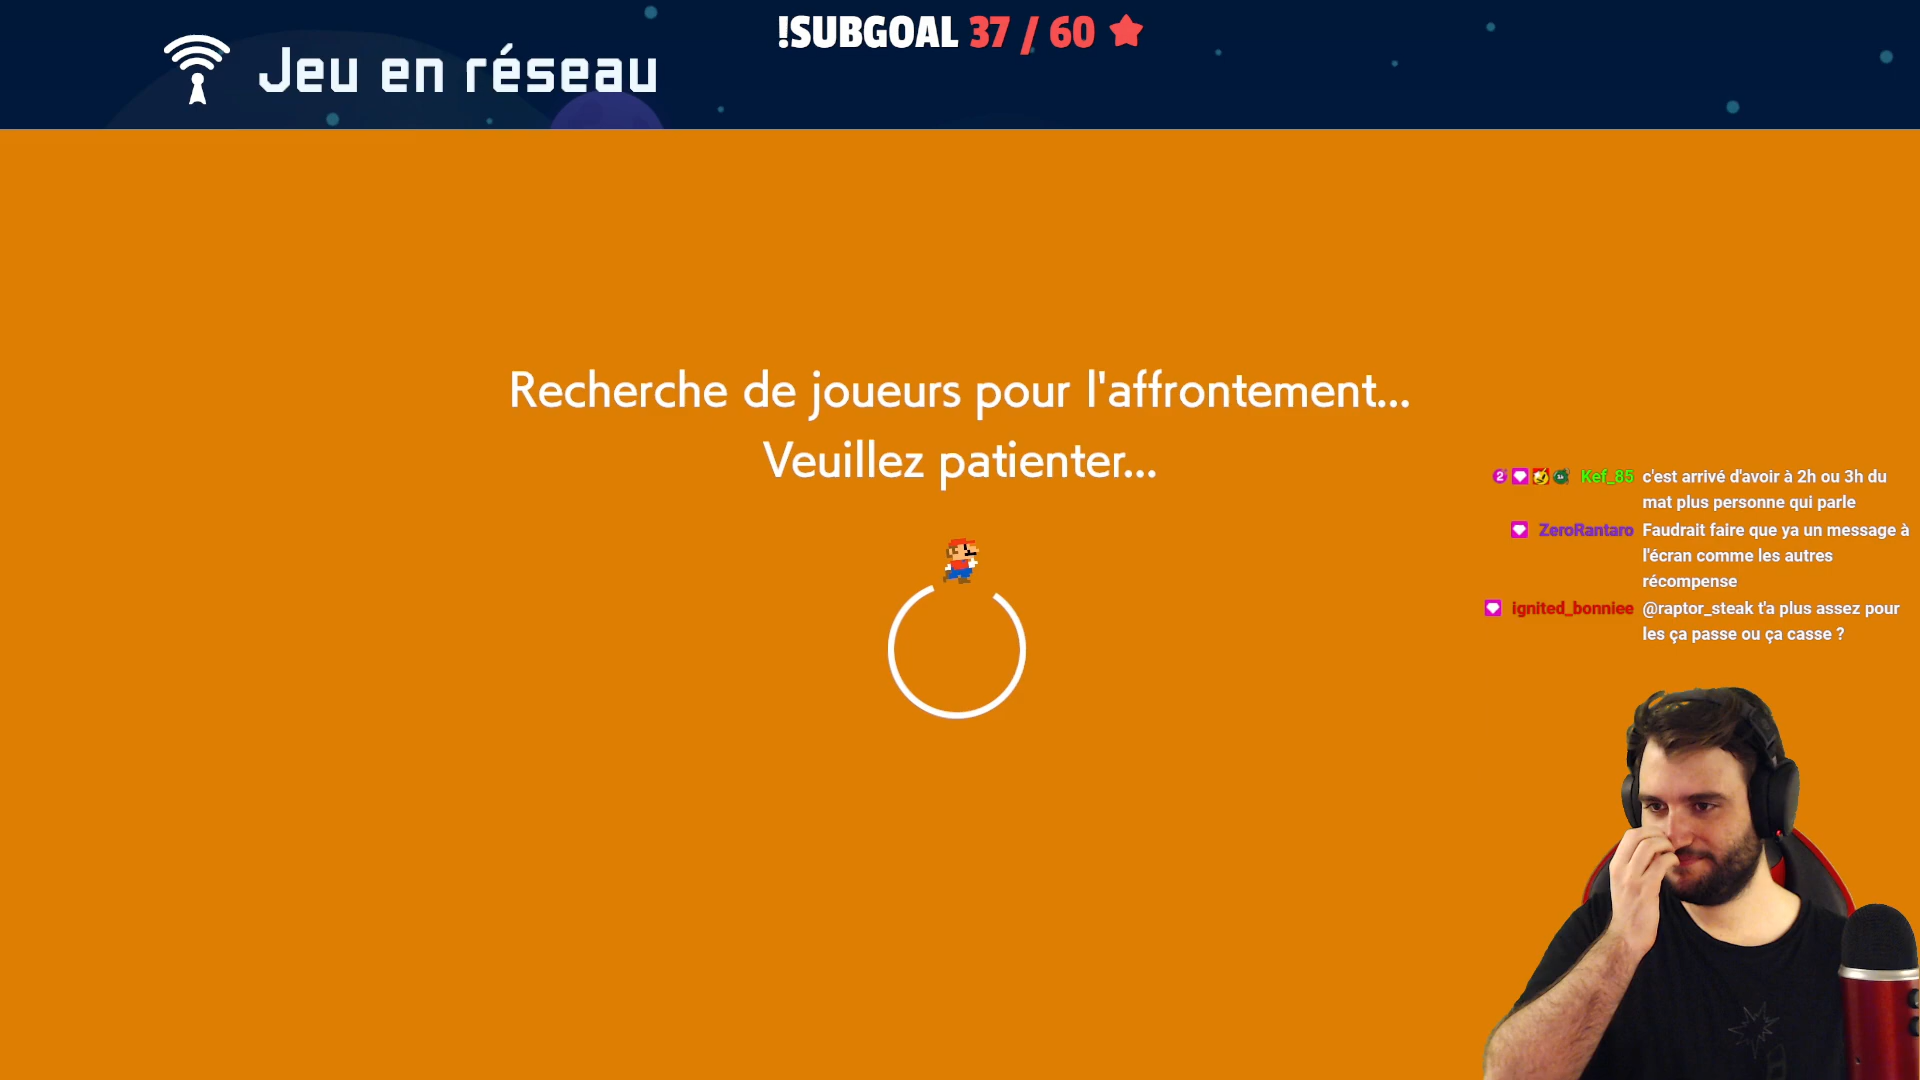 !SUBGOAL 37 / 60
Jeu en réseau
Recherche de joueurs pour l'affrontement...
Veuillez patienter...
2 Kef_85 c'est arrivé d'avoir à 2h ou 3h du
mat plus personne qui parle
ZeroRantaro Faudrait faire que ya un message à
l'écran comme les autres
récompense
ignited_bonniee @raptor_steak t'a plus assez pour
les ça passe ou ça casse ?